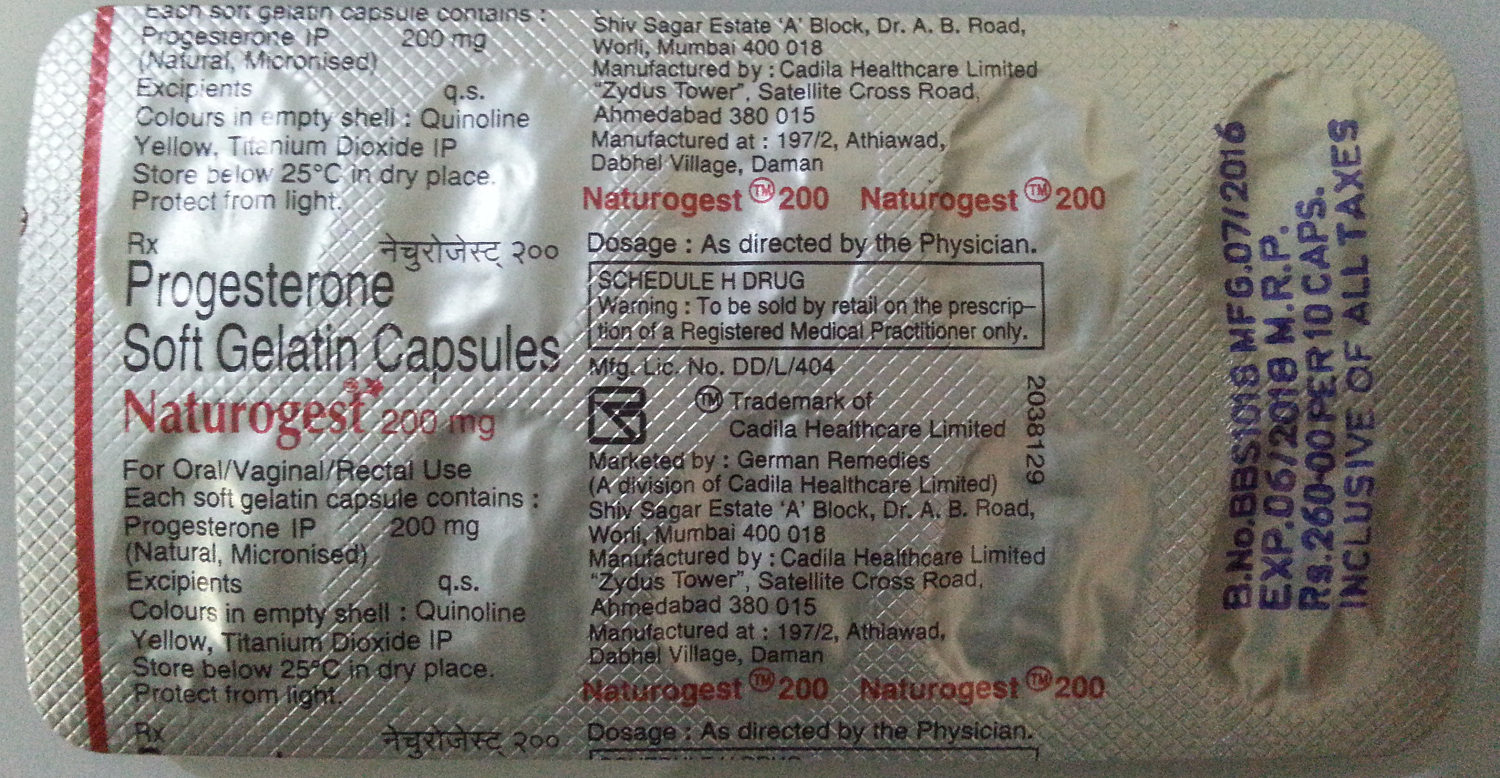 Each soft gelatin capsule contains :
Progesterone IP 200 mg
(Natural, Micronised)
Excipients q.s.
Colours in empty shell : Quinoline
Yellow, Titanium Dioxide IP
Store below 25°C in dry place.
Protect from light.
Rx नेचुरोजेस्ट् २००
Progesterone
Soft Gelatin Capsules
Naturogest 200 mg
For Oral/Vaginal/Rectal Use
Each soft gelatin capsule contains :
Progesterone IP 200 mg
(Natural, Micronised)
Excipients q.s.
Colours in empty shell : Quinoline
Yellow, Titanium Dioxide IP
Store below 25°C in dry place.
Protect from light.
Rx नेचुरोजेस्ट् २००
Shiv Sagar Estate 'A' Block, Dr. A. B. Road,
Worli, Mumbai 400 018
Manufactured by : Cadila Healthcare Limited
"Zydus Tower", Satellite Cross Road,
Ahmedabad 380 015
Manufactured at : 197/2, Athiawad,
Dabhel Village, Daman
Naturogest TM 200 Naturogest TM 200
Dosage : As directed by the Physician.
SCHEDULE H DRUG
Warning : To be sold by retail on the prescrip-
tion of a Registered Medical Practitioner only.
Mfg. Lic. No. DD/L/404
TM Trademark of
Cadila Healthcare Limited
2038129
Marketed by : German Remedies
(A division of Cadila Healthcare Limited)
Shiv Sagar Estate 'A' Block, Dr. A. B. Road,
Worli, Mumbai 400 018
Manufactured by : Cadila Healthcare Limited
"Zydus Tower", Satellite Cross Road,
Ahmedabad 380 015
Manufactured at : 197/2, Athiawad,
Dabhel Village, Daman
Naturogest TM 200 Naturogest TM 200
Dosage : As directed by the Physician.
B.No.BBS1018 MFG.07/2016
EXP.06/2018 M.R.P.
Rs.260-00 PER 10 CAPS.
INCLUSIVE OF ALL TAXES